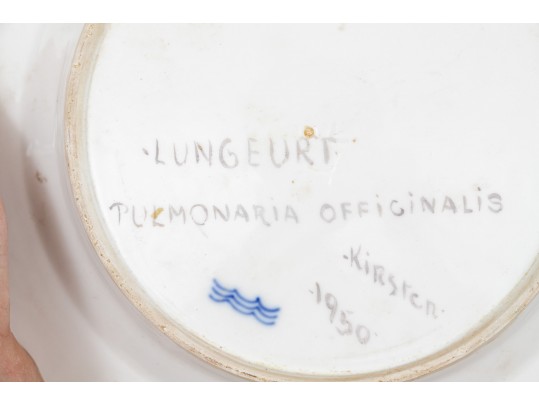 ·LUNGEURT
PULMONARIA OFFICINALIS
·Kirsten·
·1950·